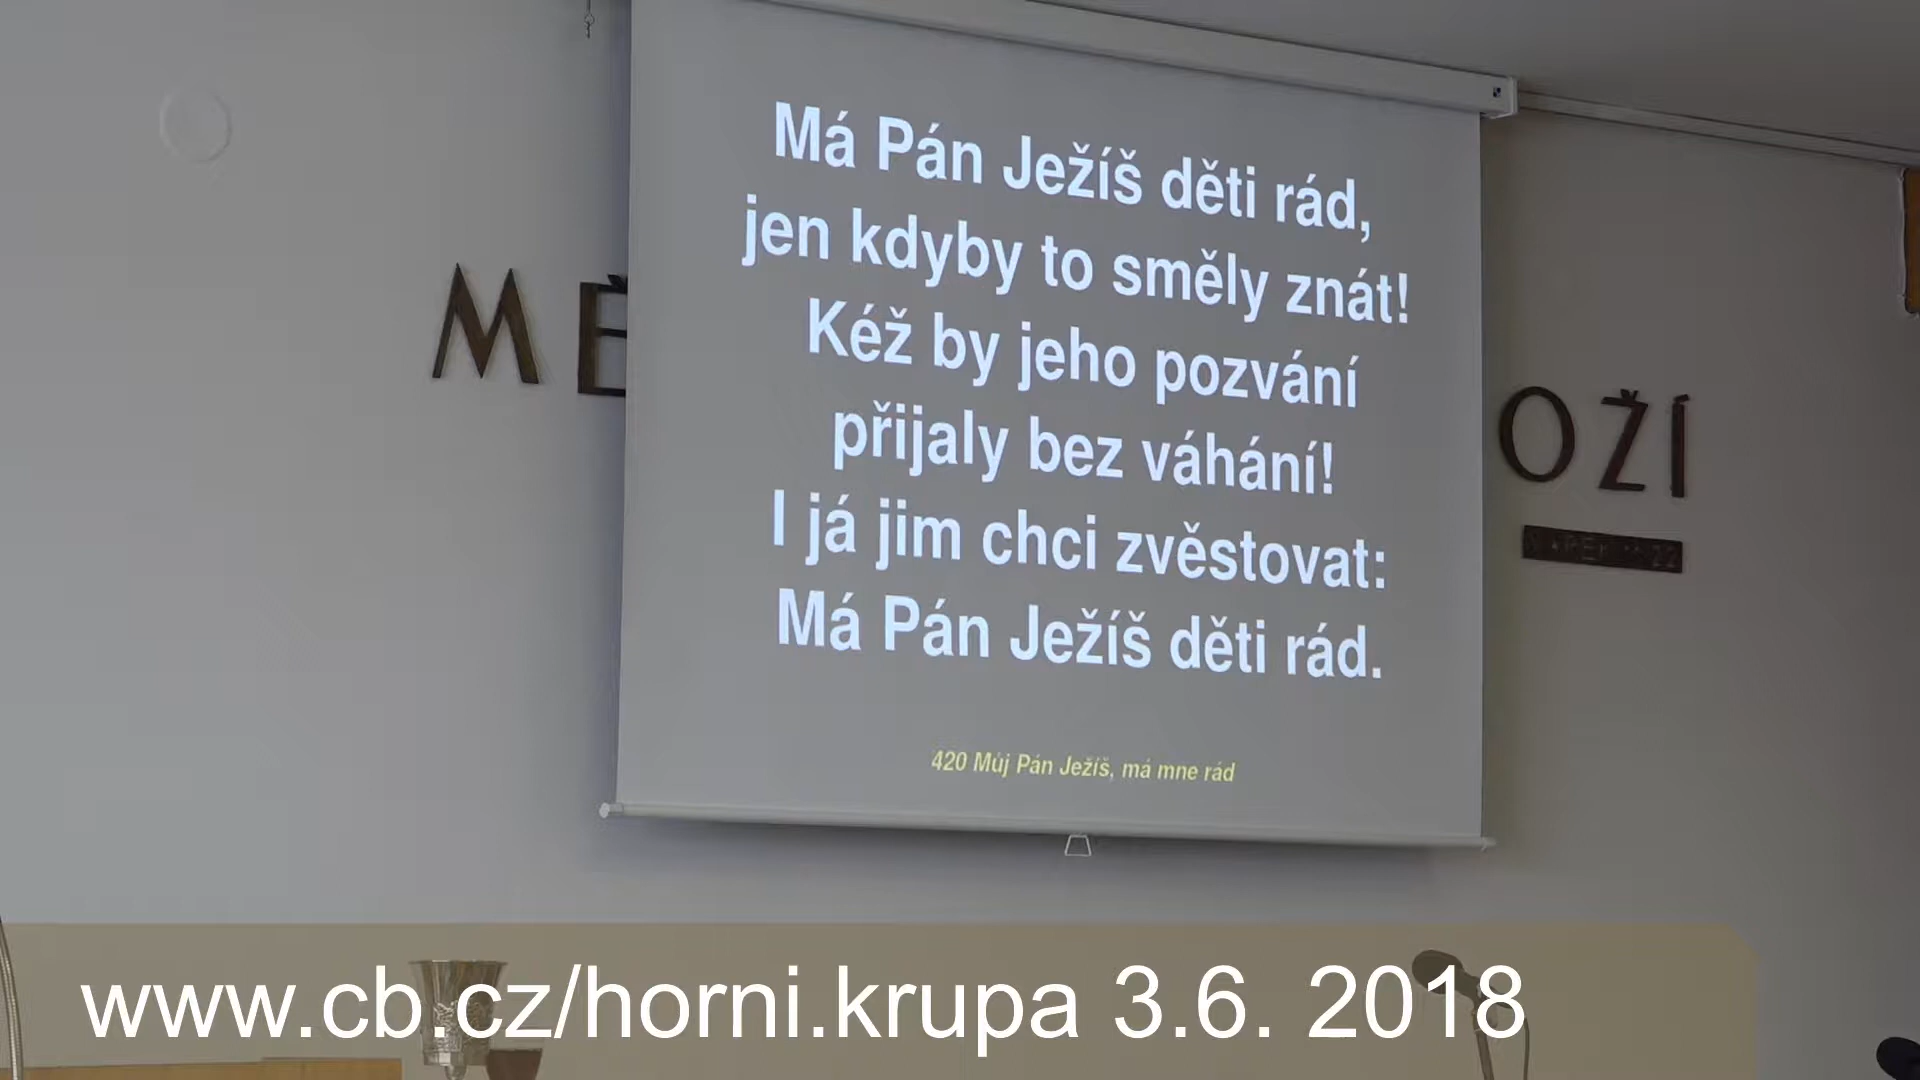 Má Pán Ježíš děti rád,
jen kdyby to směly znát!
Kéž by jeho pozvání
přijaly bez váhání!
I já jim chci zvěstovat:
Má Pán Ježíš děti rád.
420 Můj Pán Ježíš, má mne rád
MĚ
OŽÍ
www.cb.cz/horni.krupa 3.6. 2018